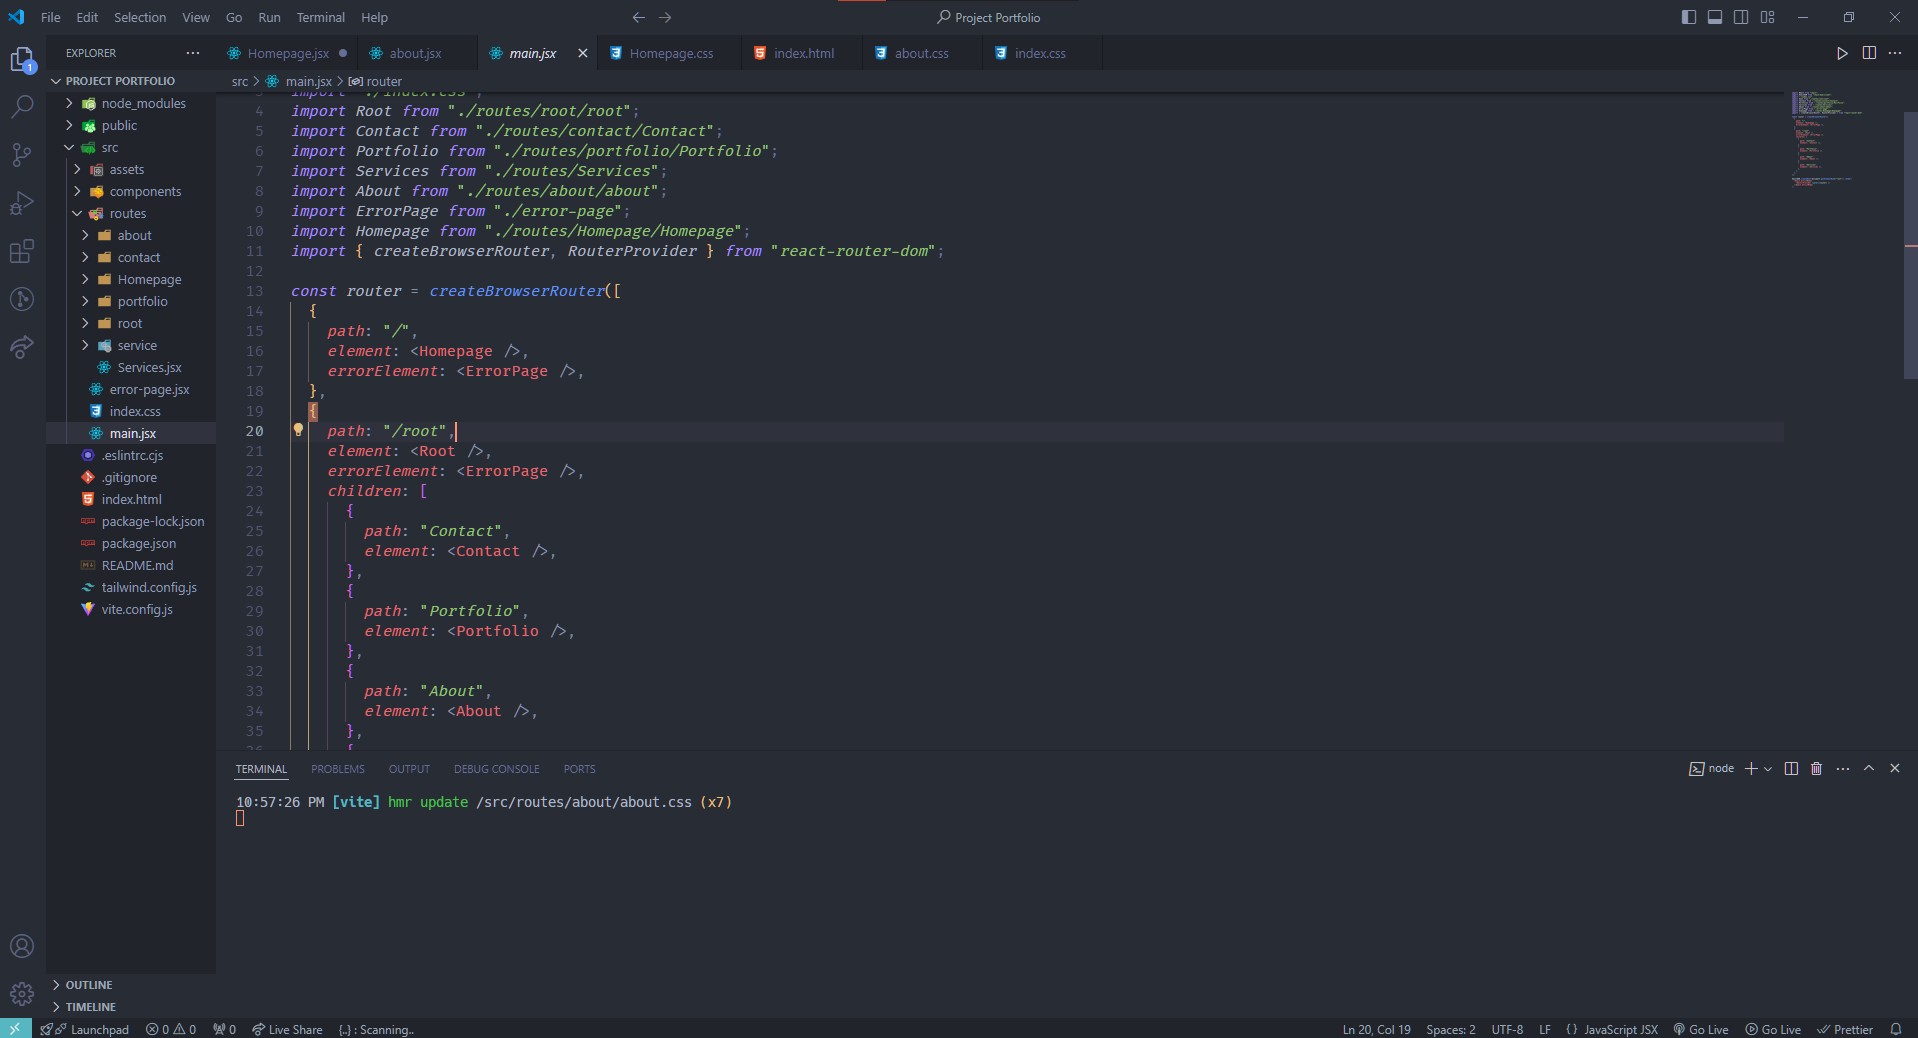 File Edit Selection View Go Run Terminal Help
Project Portfolio
EXPLORER
Homepage.jsx about.jsx main.jsx Homepage.css index.html about.css index.css
PROJECT PORTFOLIO
src main.jsx router
node_modules
public
src
assets
components
routes
about
contact
Homepage
portfolio
root
service
Services.jsx
error-page.jsx
index.css
main.jsx
.eslintrc.cjs
.gitignore
index.html
package-lock.json
package.json
README.md
tailwind.config.js
vite.config.js
OUTLINE
TIMELINE
3 import "./index.css";
4 import Root from "./routes/root/root";
5 import Contact from "./routes/contact/Contact";
6 import Portfolio from "./routes/portfolio/Portfolio";
7 import Services from "./routes/Services";
8 import About from "./routes/about/about";
9 import ErrorPage from "./error-page";
10 import Homepage from "./routes/Homepage/Homepage";
11 import { createBrowserRouter, RouterProvider } from "react-router-dom";
12
13 const router = createBrowserRouter([
14 {
15 path: "/",
16 element: <Homepage />,
17 errorElement: <ErrorPage />,
18 },
19 {
20 path: "/root",
21 element: <Root />,
22 errorElement: <ErrorPage />,
23 children: [
24 {
25 path: "Contact",
26 element: <Contact />,
27 },
28 {
29 path: "Portfolio",
30 element: <Portfolio />,
31 },
32 {
33 path: "About",
34 element: <About />,
35 },
36 {
TERMINAL PROBLEMS OUTPUT DEBUG CONSOLE PORTS
node
10:57:26 PM [vite] hmr update /src/routes/about/about.css (x7)
Launchpad 0 0 0 Live Share {..} : Scanning.. Ln 20, Col 19 Spaces: 2 UTF-8 LF {} JavaScript JSX Go Live Go Live Prettier